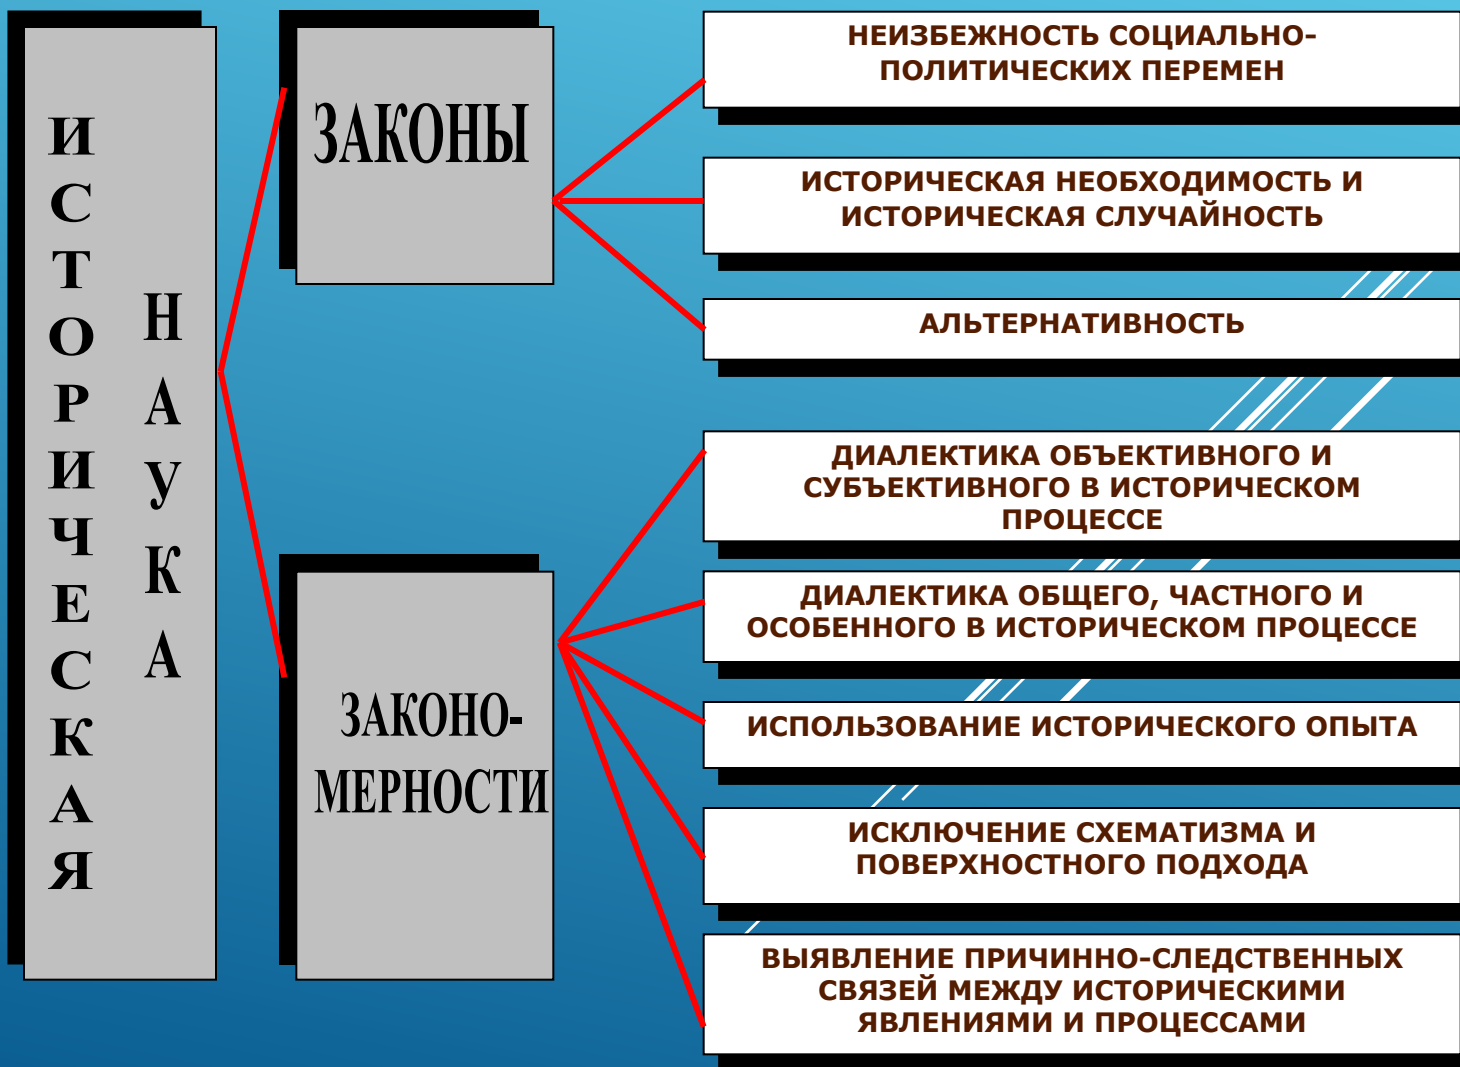 ИСТОРИЧЕСКАЯ
НАУКА
ЗАКОНЫ
НЕИЗБЕЖНОСТЬ СОЦИАЛЬНО-
ПОЛИТИЧЕСКИХ ПЕРЕМЕН
ИСТОРИЧЕСКАЯ НЕОБХОДИМОСТЬ И
ИСТОРИЧЕСКАЯ СЛУЧАЙНОСТЬ
АЛЬТЕРНАТИВНОСТЬ
ЗАКОНО-
МЕРНОСТИ
ДИАЛЕКТИКА ОБЪЕКТИВНОГО И
СУБЪЕКТИВНОГО В ИСТОРИЧЕСКОМ
ПРОЦЕССЕ
ДИАЛЕКТИКА ОБЩЕГО, ЧАСТНОГО И
ОСОБЕННОГО В ИСТОРИЧЕСКОМ ПРОЦЕССЕ
ИСПОЛЬЗОВАНИЕ ИСТОРИЧЕСКОГО ОПЫТА
ИСКЛЮЧЕНИЕ СХЕМАТИЗМА И
ПОВЕРХНОСТНОГО ПОДХОДА
ВЫЯВЛЕНИЕ ПРИЧИННО-СЛЕДСТВЕННЫХ
СВЯЗЕЙ МЕЖДУ ИСТОРИЧЕСКИМИ
ЯВЛЕНИЯМИ И ПРОЦЕССАМИ